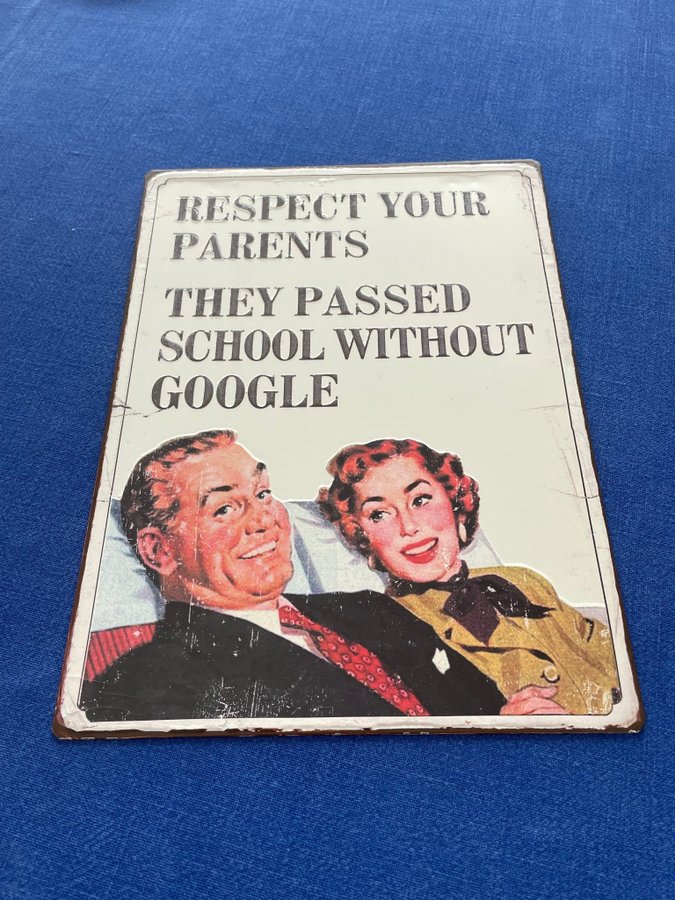 RESPECT YOUR
PARENTS
THEY PASSED
SCHOOL WITHOUT
GOOGLE